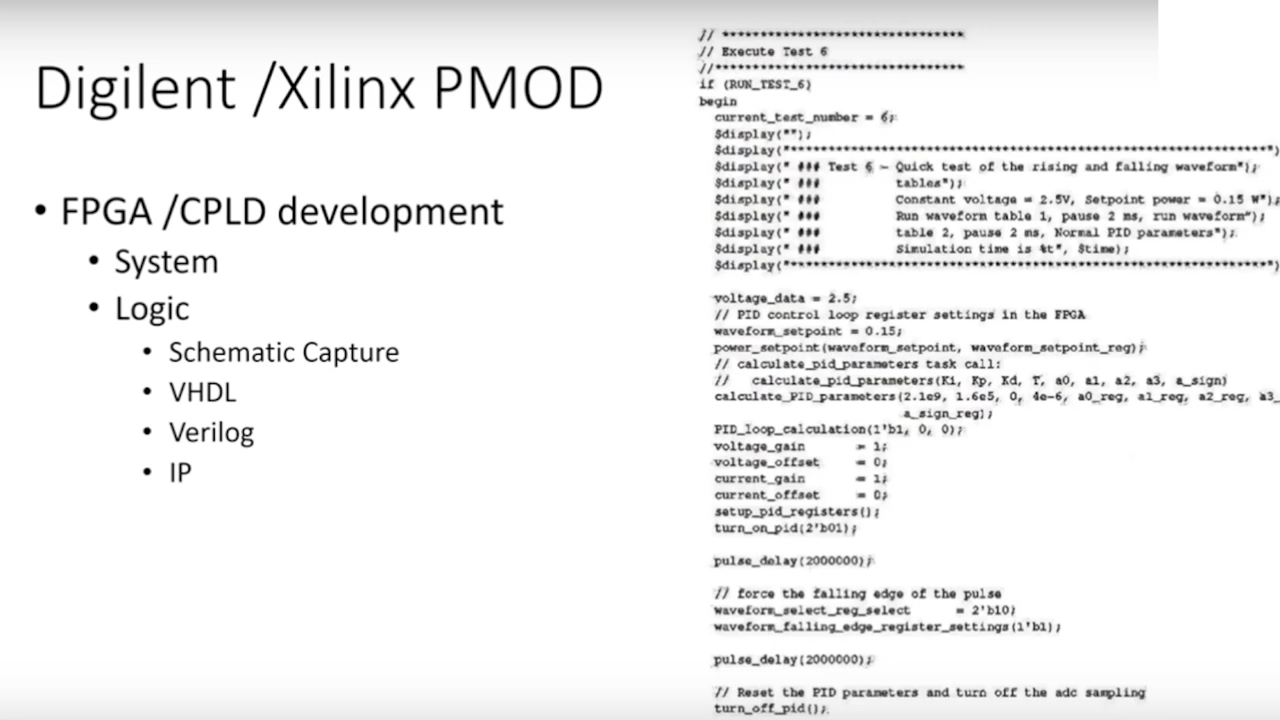 Digilent /Xilinx PMOD
• FPGA /CPLD development
• System
• Logic
• Schematic Capture
• VHDL
• Verilog
• IP
// *******************************
// Execute Test 6
//********************************
if (RUN_TEST_6)
begin
current_test_number = 6;
$display("");
$display("***************************************************************")
$display(" ### Test 6 - Quick test of the rising and falling waveform");
$display(" ### tables");
$display(" ### Constant voltage = 2.5V, Setpoint power = 0.15 W");
$display(" ### Run waveform table 1, pause 2 ms, run waveform");
$display(" ### table 2, pause 2 ms, Normal PID parameters");
$display(" ### Simulation time is %t", $time);
$display("***************************************************************")
voltage_data = 2.5;
// PID control loop register settings in the FPGA
waveform_setpoint = 0.15;
power_setpoint(waveform_setpoint, waveform_setpoint_reg);
// calculate_pid_parameters task call:
// calculate_pid_parameters(Ki, Kp, Kd, T, a0, a1, a2, a3, a_sign)
calculate_PID_parameters(2.1e9, 1.6e5, 0, 4e-6, a0_reg, a1_reg, a2_reg, a3_
a_sign_reg);
PID_loop_calculation(1'b1, 0, 0);
voltage_gain = 1;
voltage_offset = 0;
current_gain = 1;
current_offset = 0;
setup_pid_registers();
turn_on_pid(2'b01);
pulse_delay(2000000);
// force the falling edge of the pulse
waveform_select_reg_select = 2'b10;
waveform_falling_edge_register_settings(1'b1);
pulse_delay(2000000);
// Reset the PID parameters and turn off the adc sampling
turn_off_pid();